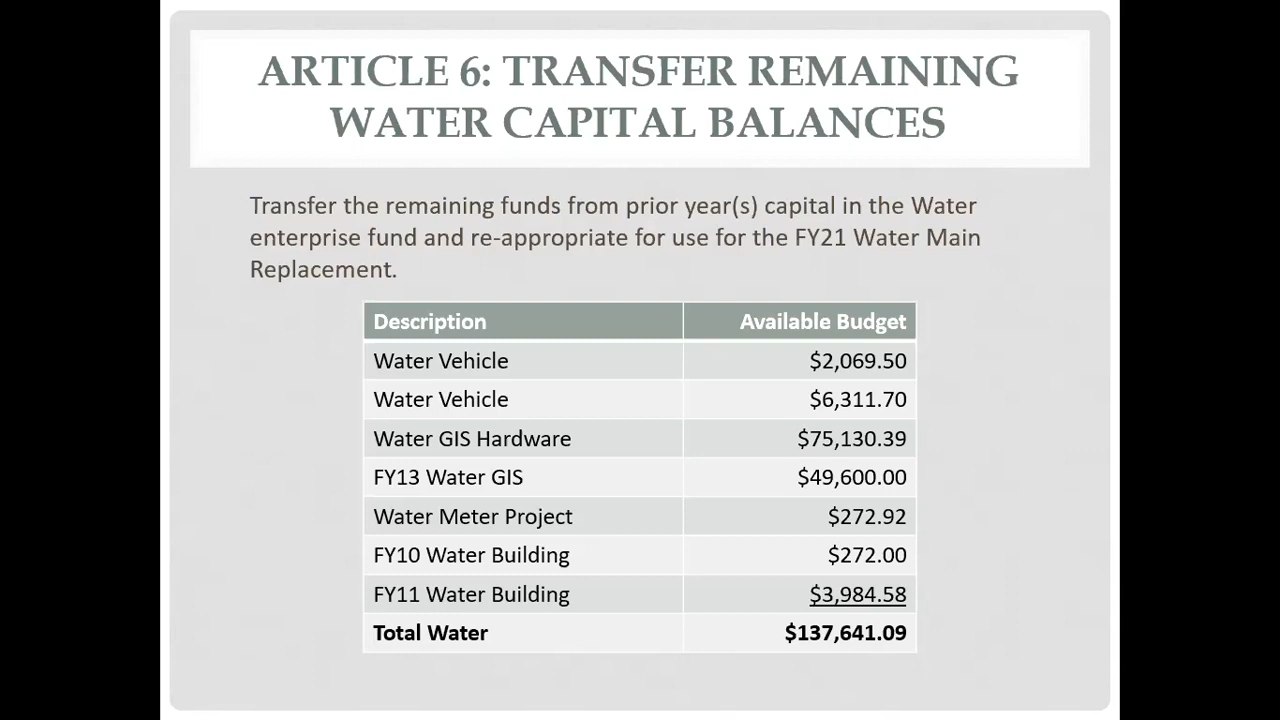 ARTICLE 6: TRANSFER REMAINING
WATER CAPITAL BALANCES
Transfer the remaining funds from prior year(s) capital in the Water
enterprise fund and re-appropriate for use for the FY21 Water Main
Replacement.
Description Available Budget
Water Vehicle $2,069.50
Water Vehicle $6,311.70
Water GIS Hardware $75,130.39
FY13 Water GIS $49,600.00
Water Meter Project $272.92
FY10 Water Building $272.00
FY11 Water Building $3,984.58
Total Water $137,641.09